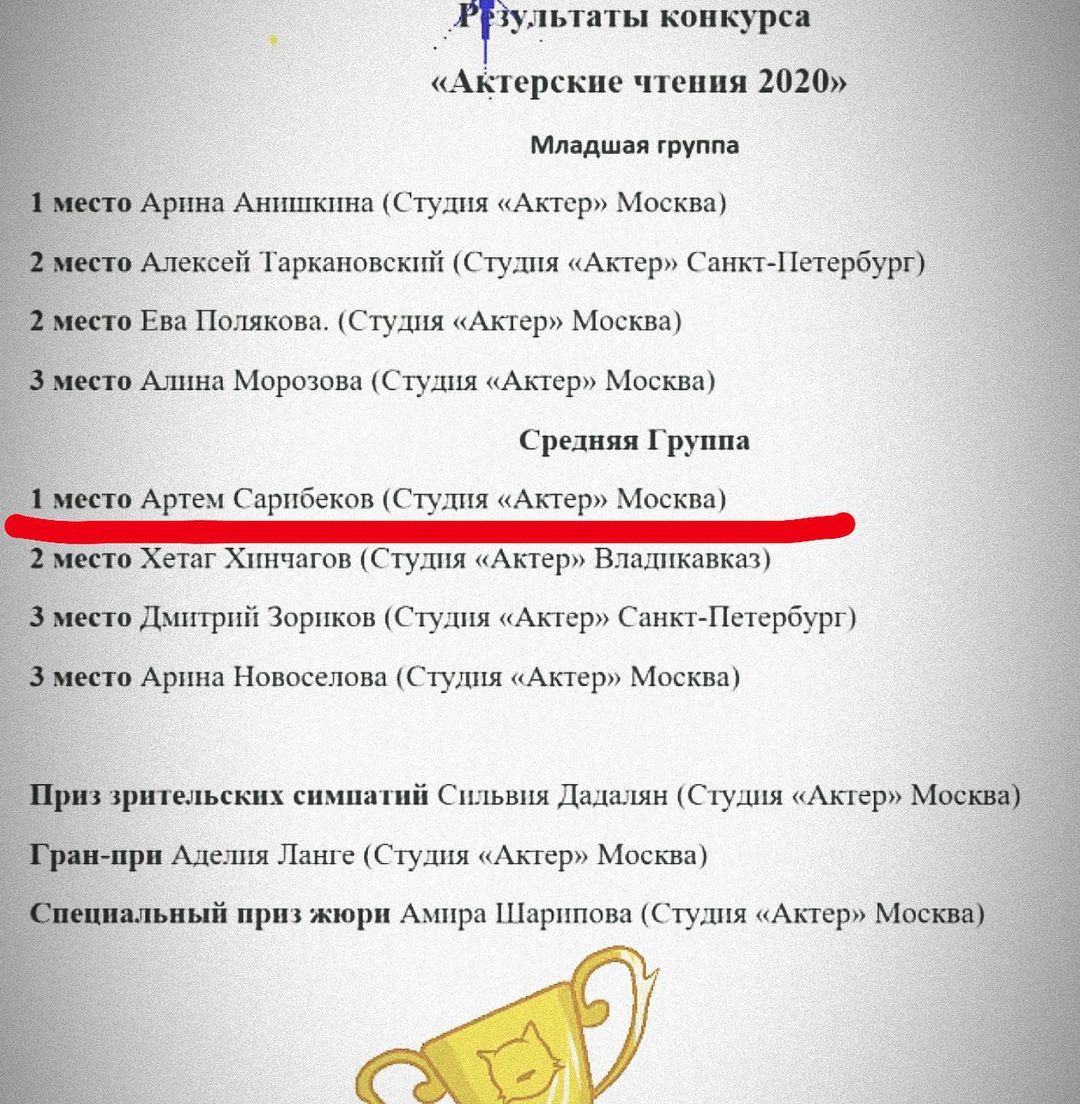 Результаты конкурса
«Актерские чтения 2020»
Младшая группа
1 место Арина Анишкина (Студия «Актер» Москва)
2 место Алексей Таркановский (Студия «Актер» Санкт-Петербург)
2 место Ева Полякова. (Студия «Актер» Москва)
3 место Алина Морозова (Студия «Актер» Москва)
Средняя Группа
1 место Артем Сарибеков (Студия «Актер» Москва)
2 место Хетаг Хинчагов (Студия «Актер» Владикавказ)
3 место Дмитрий Зориков (Студия «Актер» Санкт-Петербург)
3 место Арина Новоселова (Студия «Актер» Москва)
Приз зрительских симпатий Сильвия Дадалян (Студия «Актер» Москва)
Гран-при Аделия Ланге (Студия «Актер» Москва)
Специальный приз жюри Амира Шарипова (Студия «Актер» Москва)